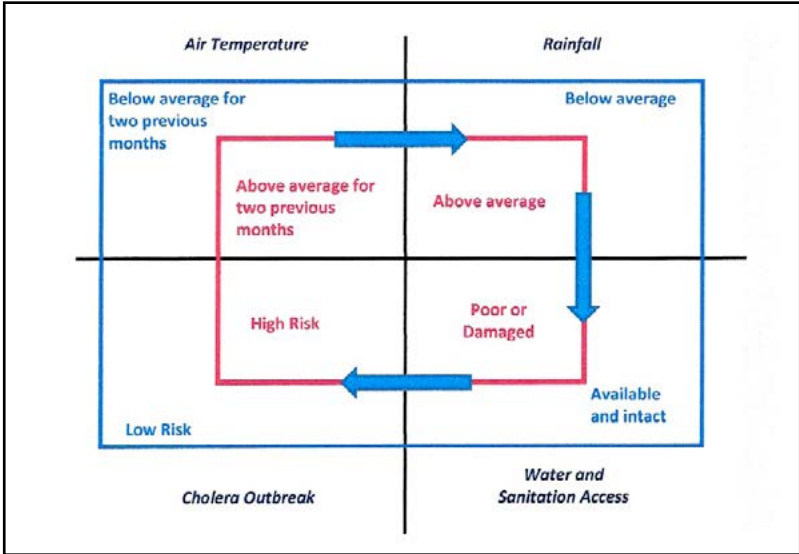 Air Temperature
Rainfall
Below average for
two previous
months
Below average
Above average for
two previous
months
Above average
High Risk
Poor or
Damaged
Available
and intact
Low Risk
Cholera Outbreak
Water and
Sanitation Access